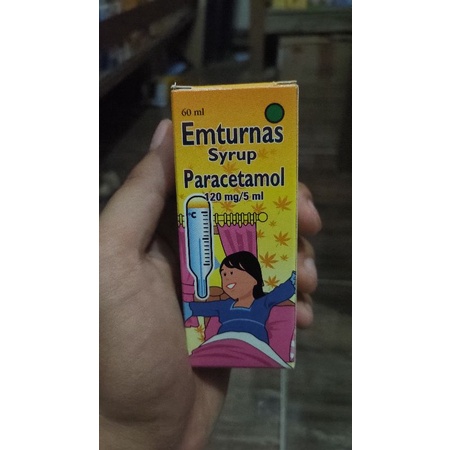 60 ml
Emturnas
Syrup
Paracetamol
120 mg/5 ml
°C